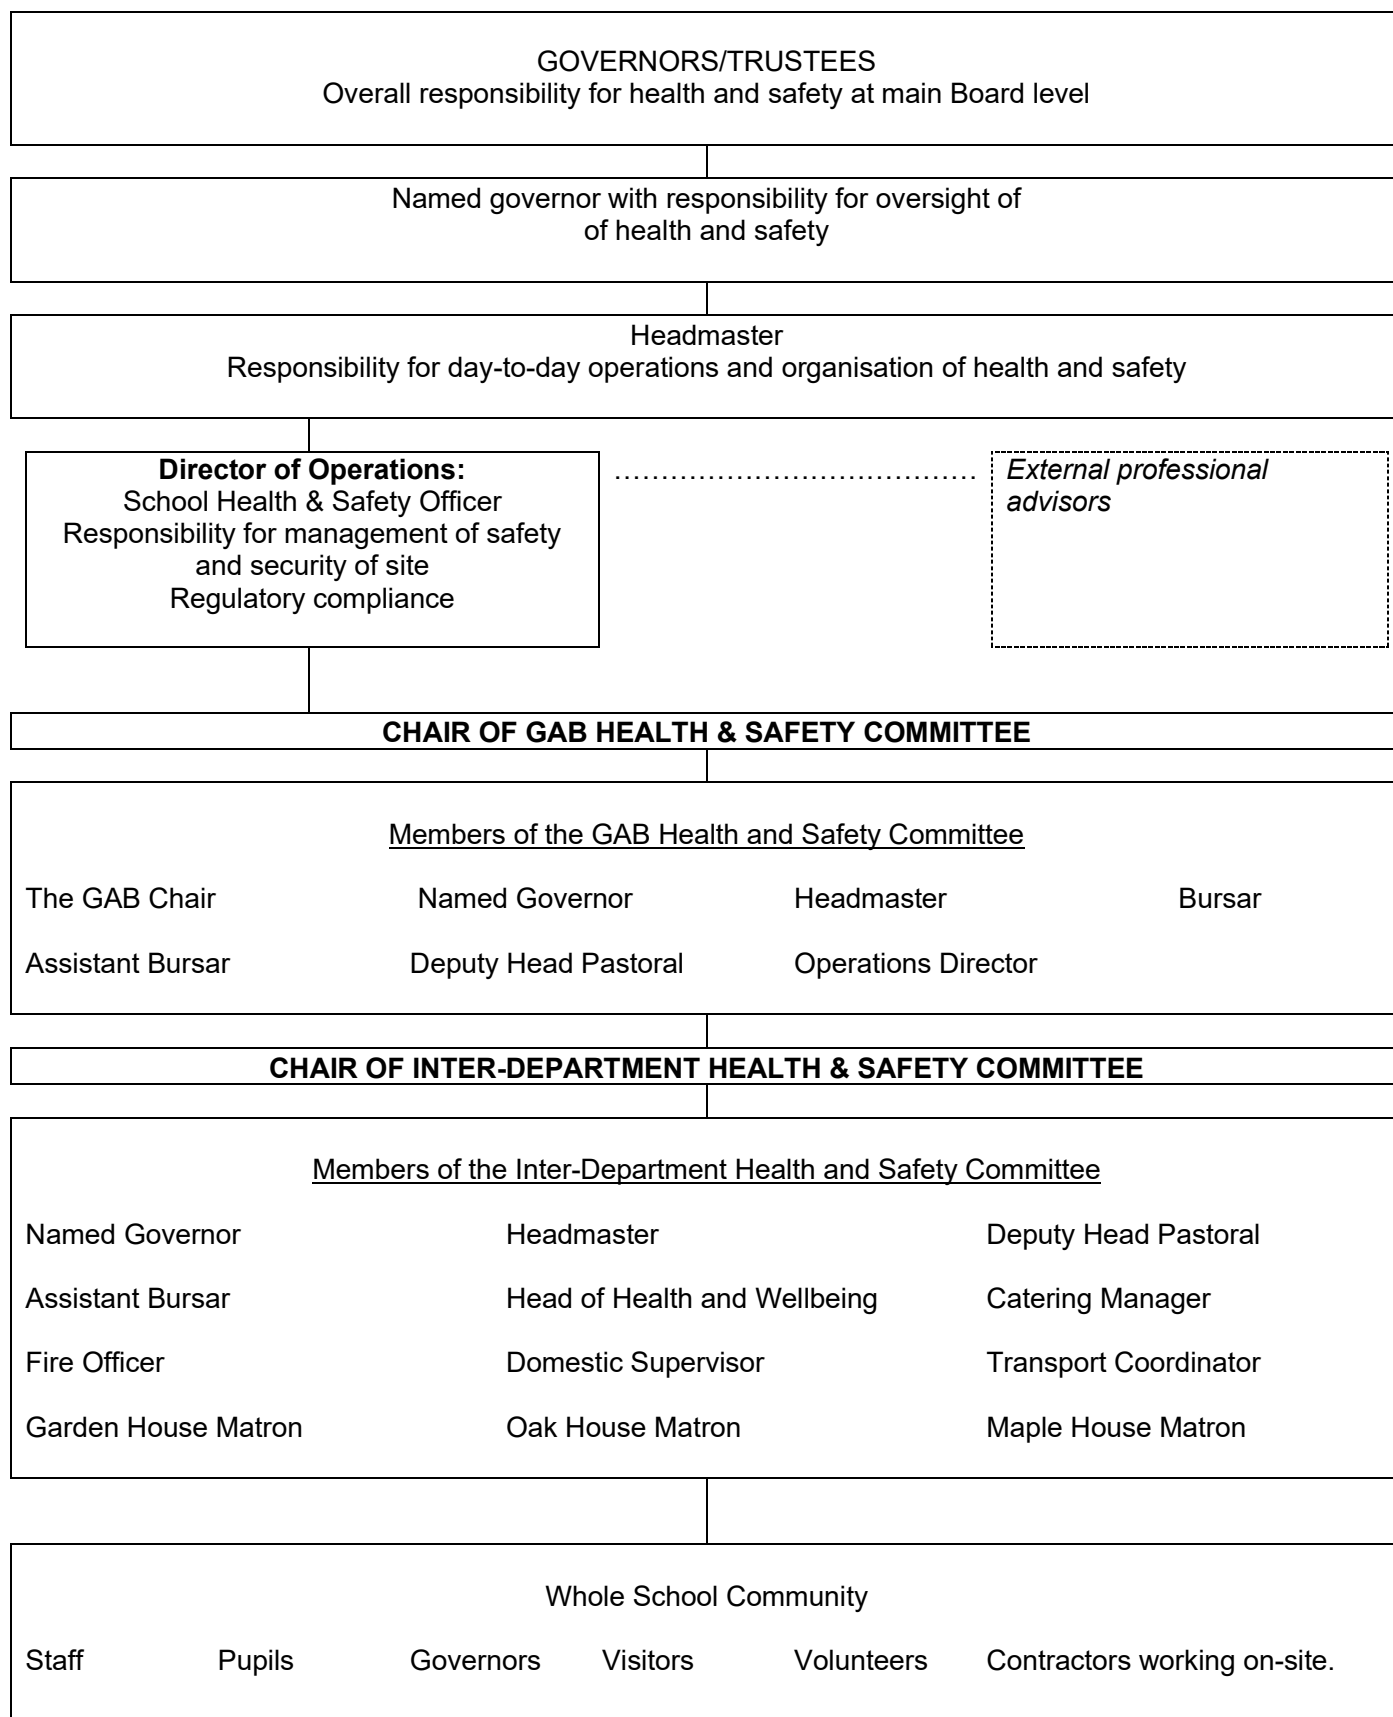 GOVERNORS/TRUSTEES
Overall responsibility for health and safety at main Board level
Named governor with responsibility for oversight of
of health and safety
Headmaster
Responsibility for day-to-day operations and organisation of health and safety
Director of Operations:
School Health & Safety Officer
Responsibility for management of safety
and security of site
Regulatory compliance
.......................................
External professional
advisors
CHAIR OF GAB HEALTH & SAFETY COMMITTEE
Members of the GAB Health and Safety Committee
The GAB Chair Named Governor Headmaster Bursar
Assistant Bursar Deputy Head Pastoral Operations Director
CHAIR OF INTER-DEPARTMENT HEALTH & SAFETY COMMITTEE
Members of the Inter-Department Health and Safety Committee
Named Governor Headmaster Deputy Head Pastoral
Assistant Bursar Head of Health and Wellbeing Catering Manager
Fire Officer Domestic Supervisor Transport Coordinator
Garden House Matron Oak House Matron Maple House Matron
Whole School Community
Staff Pupils Governors Visitors Volunteers Contractors working on-site.